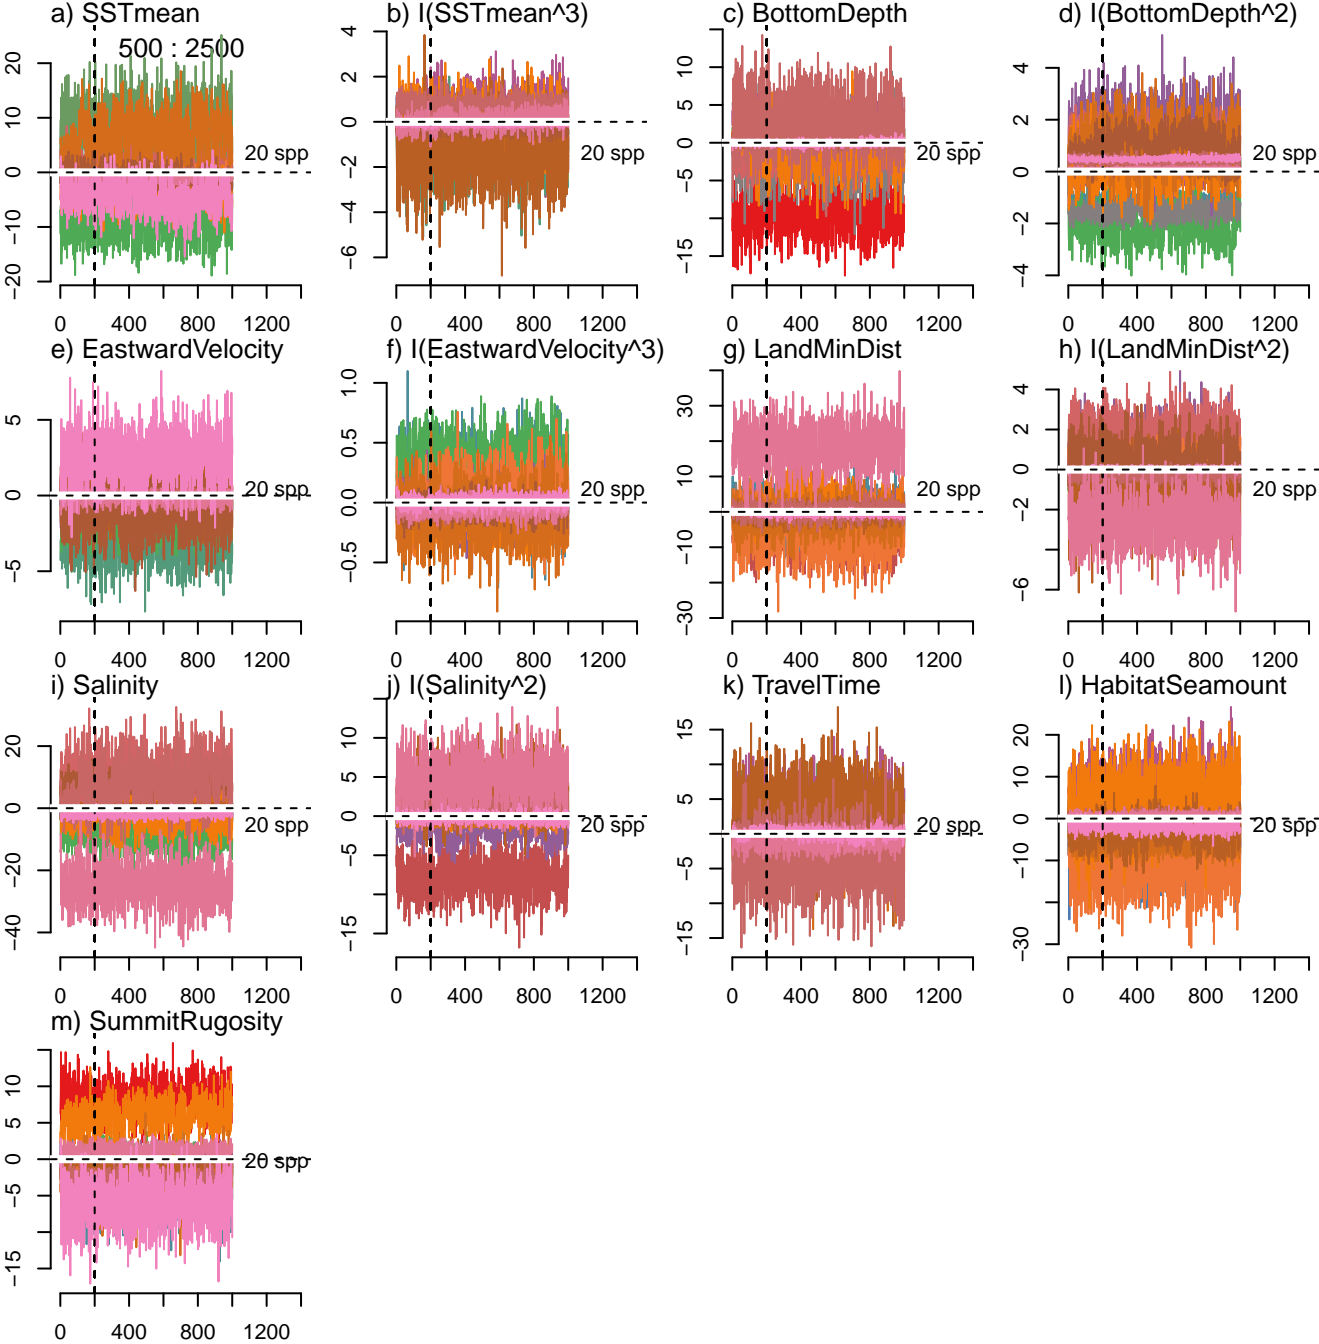 a) SSTmean
500 : 2500
20
10
0
−10
−20
20 spp
0 400 800 1200
b) I(SSTmean^3)
4
2
0
−2
−4
−6
20 spp
0 400 800 1200
c) BottomDepth
10
5
0
−5
−15
20 spp
0 400 800 1200
d) I(BottomDepth^2)
4
2
0
−2
−4
20 spp
0 400 800 1200
e) EastwardVelocity
5
0
−5
20 spp
0 400 800 1200
f) I(EastwardVelocity^3)
1.0
0.5
0.0
−0.5
20 spp
0 400 800 1200
g) LandMinDist
30
10
−10
−30
20 spp
0 400 800 1200
h) I(LandMinDist^2)
4
2
0
−2
−6
20 spp
0 400 800 1200
i) Salinity
20
0
−20
−40
20 spp
0 400 800 1200
j) I(Salinity^2)
10
5
0
−5
−15
20 spp
0 400 800 1200
k) TravelTime
15
5
−5
−15
20 spp
0 400 800 1200
l) HabitatSeamount
20
10
0
−10
−30
20 spp
0 400 800 1200
m) SummitRugosity
10
5
0
−5
−15
20 spp
0 400 800 1200